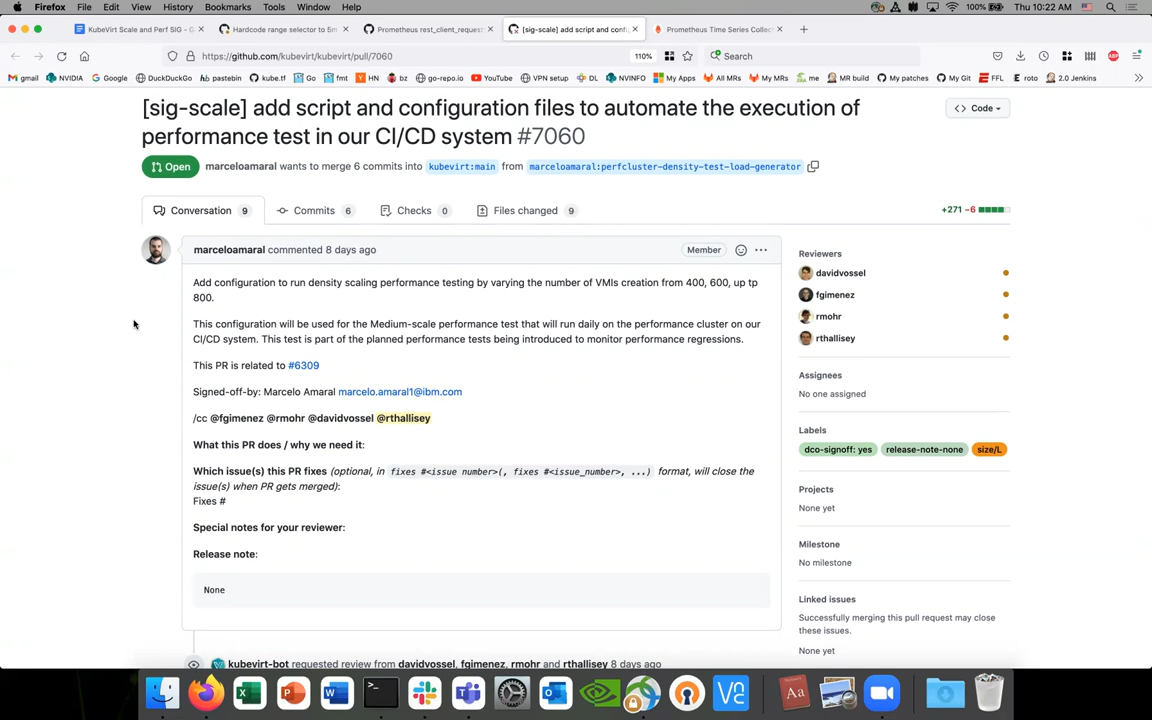 Firefox File Edit View History Bookmarks Tools Window Help 100% Thu 10:22 AM
KubeVirt Scale and Perf SIG - G
Hardcode range selector to 5m
Prometheus rest_client_reques
[sig-scale] add script and confi
Prometheus Time Series Collec
https://github.com/kubevirt/kubevirt/pull/7060 110% Search
gmail NVIDIA Google DuckDuckGo pastebin kube.tf Go fmt HN bz go-repo.io YouTube VPN setup DL NVINFO My Apps All MRs My MRs me MR build My patches My Git FFL roto 2.0 Jenkins
[sig-scale] add script and configuration files to automate the execution of
performance test in our CI/CD system #7060
Code
Open marceloamaral wants to merge 6 commits into kubevirt:main from marceloamaral:perfcluster-density-test-load-generator
Conversation 9 Commits 6 Checks 0 Files changed 9 +271 −6
marceloamaral commented 8 days ago Member
Add configuration to run density scaling performance testing by varying the number of VMIs creation from 400, 600, up tp
800.
This configuration will be used for the Medium-scale performance test that will run daily on the performance cluster on our
CI/CD system. This test is part of the planned performance tests being introduced to monitor performance regressions.
This PR is related to #6309
Signed-off-by: Marcelo Amaral marcelo.amaral1@ibm.com
/cc @fgimenez @rmohr @davidvossel @rthallisey
What this PR does / why we need it:
Which issue(s) this PR fixes (optional, in fixes #<issue number>(, fixes #<issue_number>, ...) format, will close the
issue(s) when PR gets merged):
Fixes #
Special notes for your reviewer:
Release note:
None
kubevirt-bot requested review from davidvossel, fgimenez, rmohr and rthallisey 8 days ago
Reviewers
davidvossel
fgimenez
rmohr
rthallisey
Assignees
No one assigned
Labels
dco-signoff: yes release-note-none size/L
Projects
None yet
Milestone
No milestone
Linked issues
Successfully merging this pull request may close
these issues.
None yet